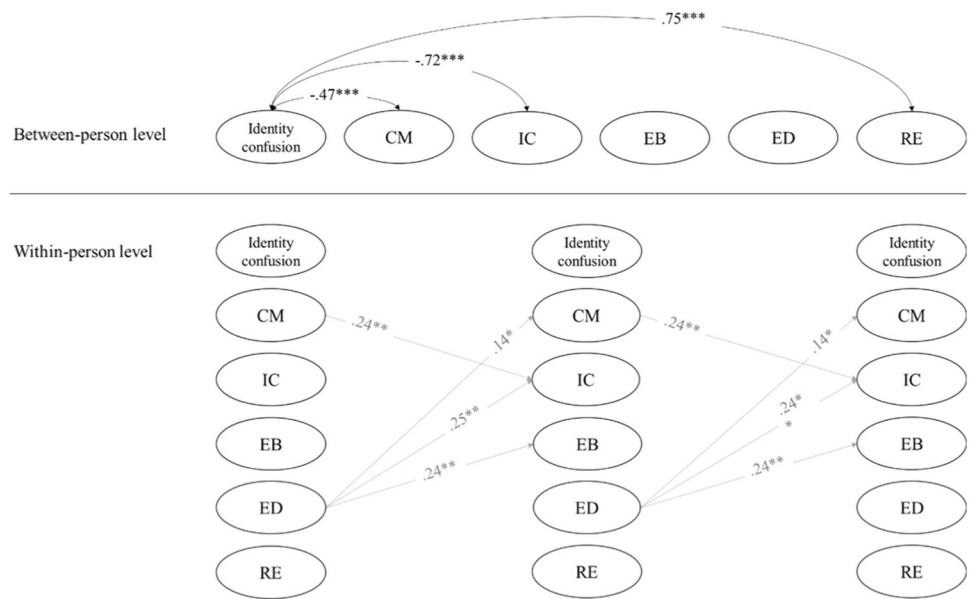 .75***
-.72***
-.47***
Between-person level
Identity
confusion
CM
IC
EB
ED
RE
Within-person level
Identity
confusion
Identity
confusion
Identity
confusion
CM
.24**
.14*
CM
.24**
.14*
CM
IC
.25**
IC
.24*
*
IC
EB
.24**
EB
.24**
EB
ED
ED
ED
RE
RE
RE